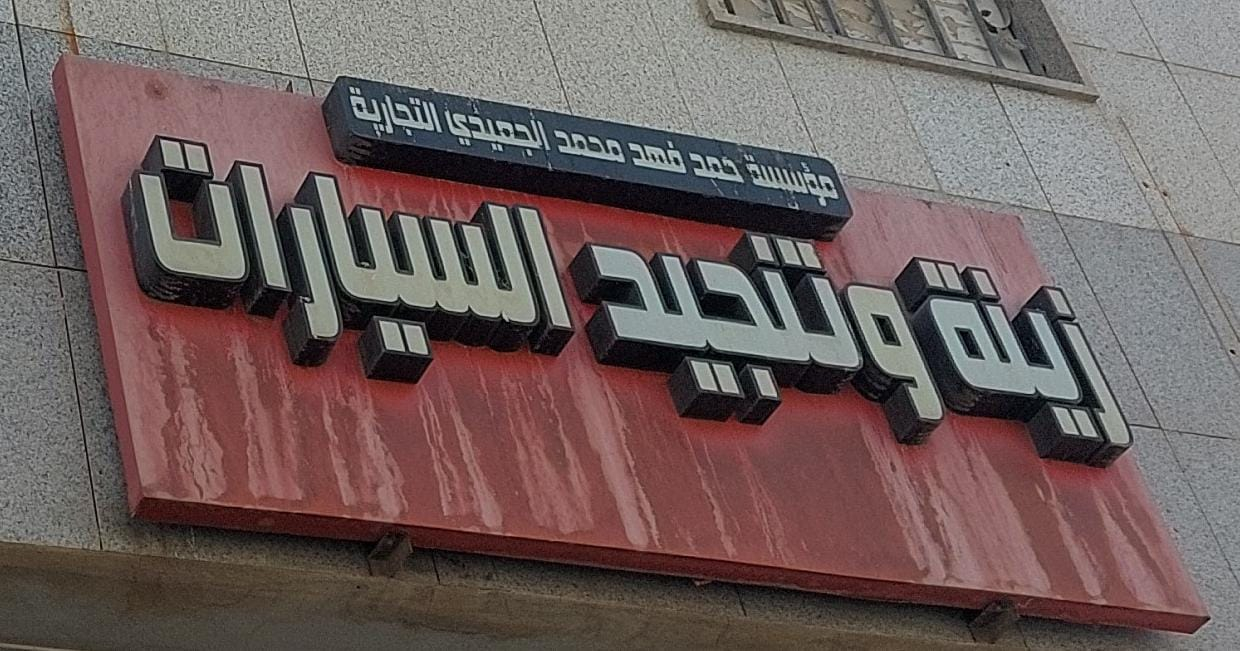 مؤسسة حمد فهد محمد الجعيدي التجارية
زينة وتنجيد السيارات